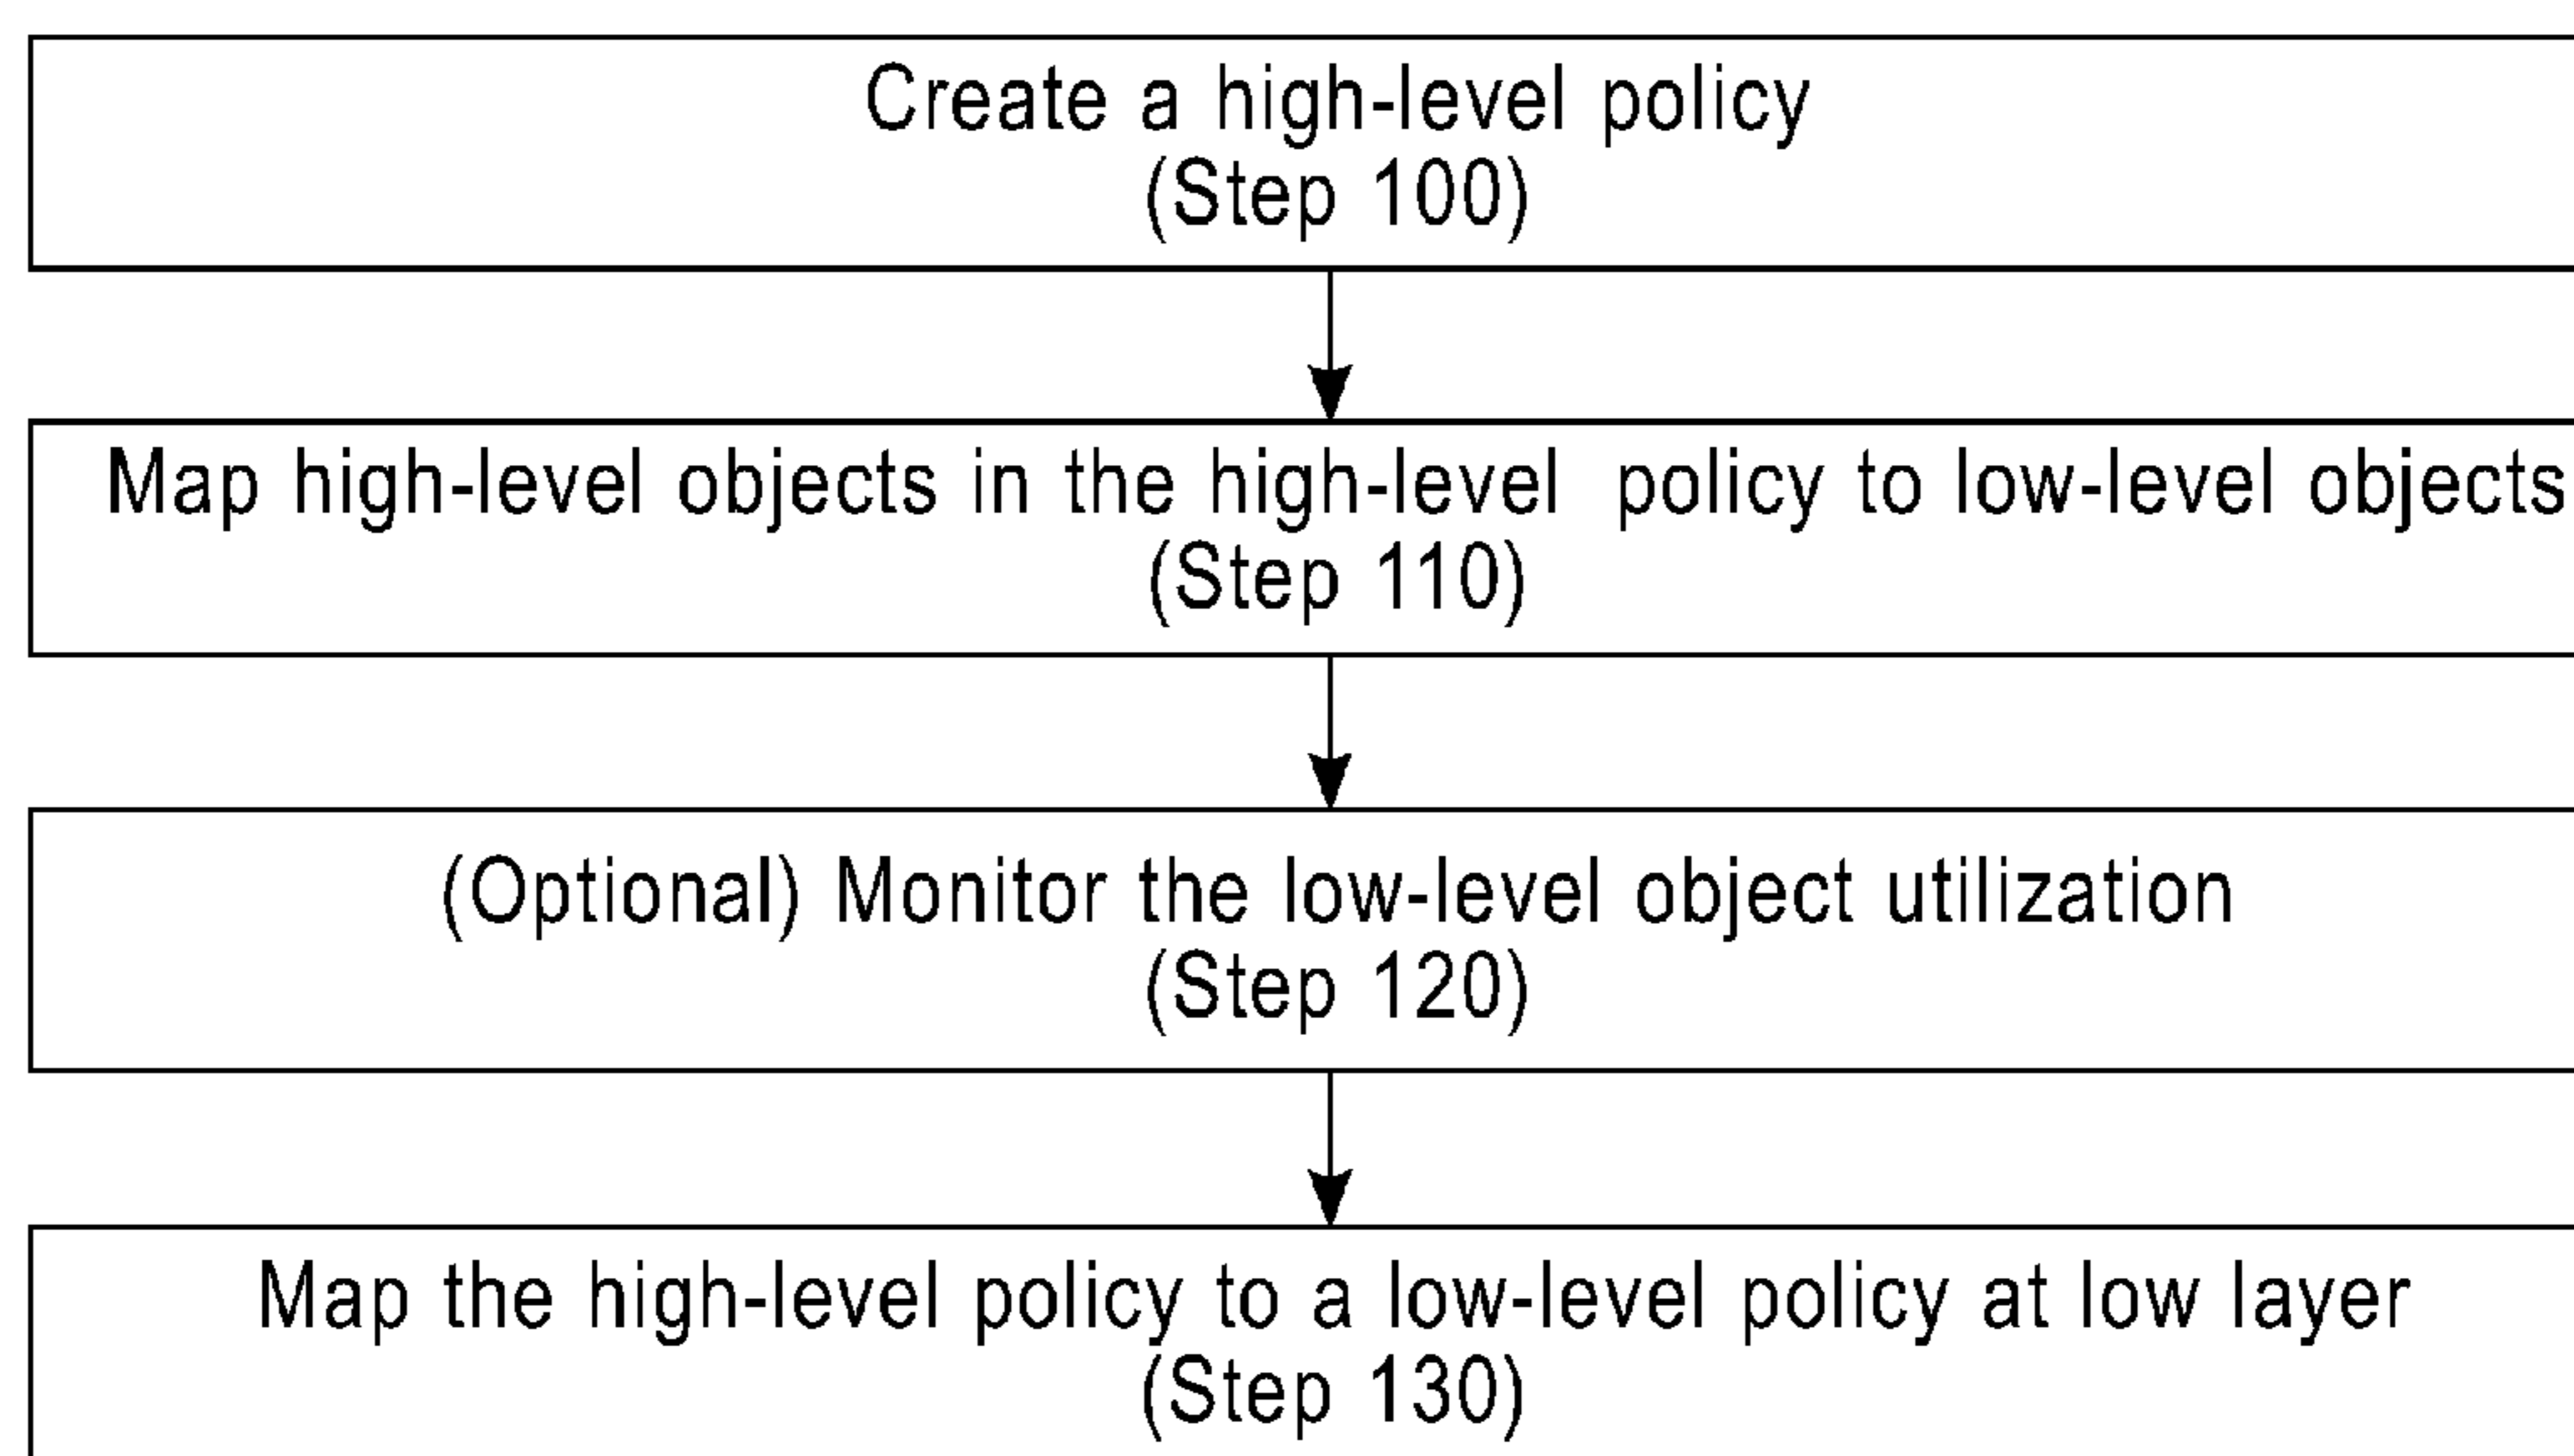 Create a high-level policy
(Step 100)
Map high-level objects in the high-level policy to low-level objects
(Step 110)
(Optional) Monitor the low-level object utilization
(Step 120)
Map the high-level policy to a low-level policy at low layer
(Step 130)